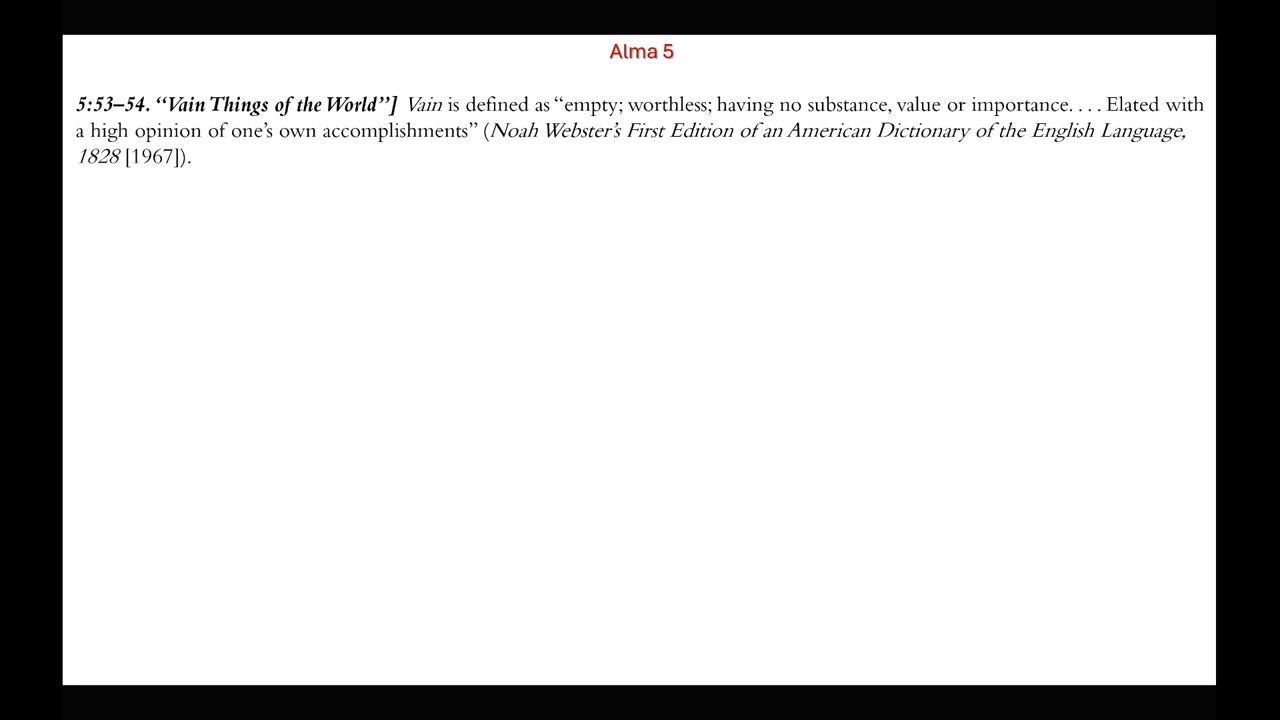 Alma 5
5:53–54. “Vain Things of the World”] Vain is defined as “empty; worthless; having no substance, value or importance. . . . Elated with
a high opinion of one’s own accomplishments” (Noah Webster’s First Edition of an American Dictionary of the English Language,
1828 [1967]).